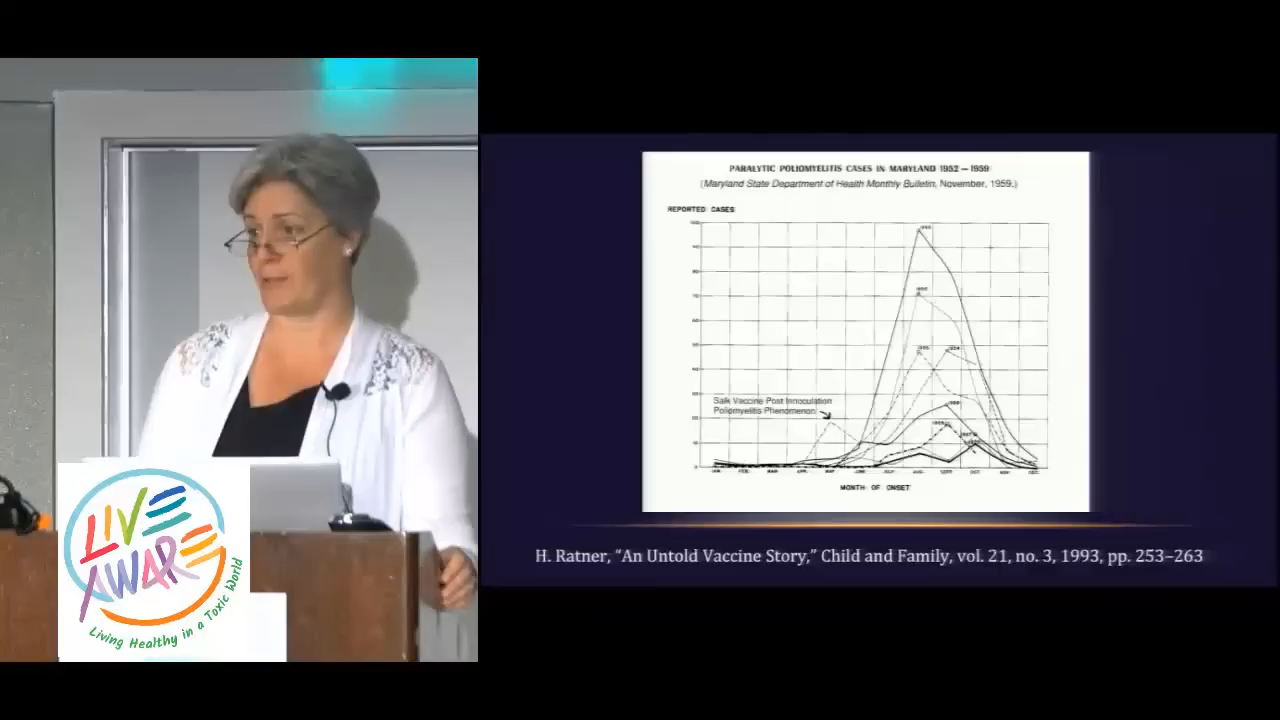 PARALYTIC POLIOMYELITIS CASES IN MARYLAND 1952 — 1959
(Maryland State Department of Health Monthly Bulletin, November, 1959.)
REPORTED CASES
Salk Vaccine Post Innoculation
Poliomyelitis Phenomenon
MONTH OF ONSET
H. Ratner, “An Untold Vaccine Story,” Child and Family, vol. 21, no. 3, 1993, pp. 253–263
LIVE
AWARE
Living Healthy in a Toxic World